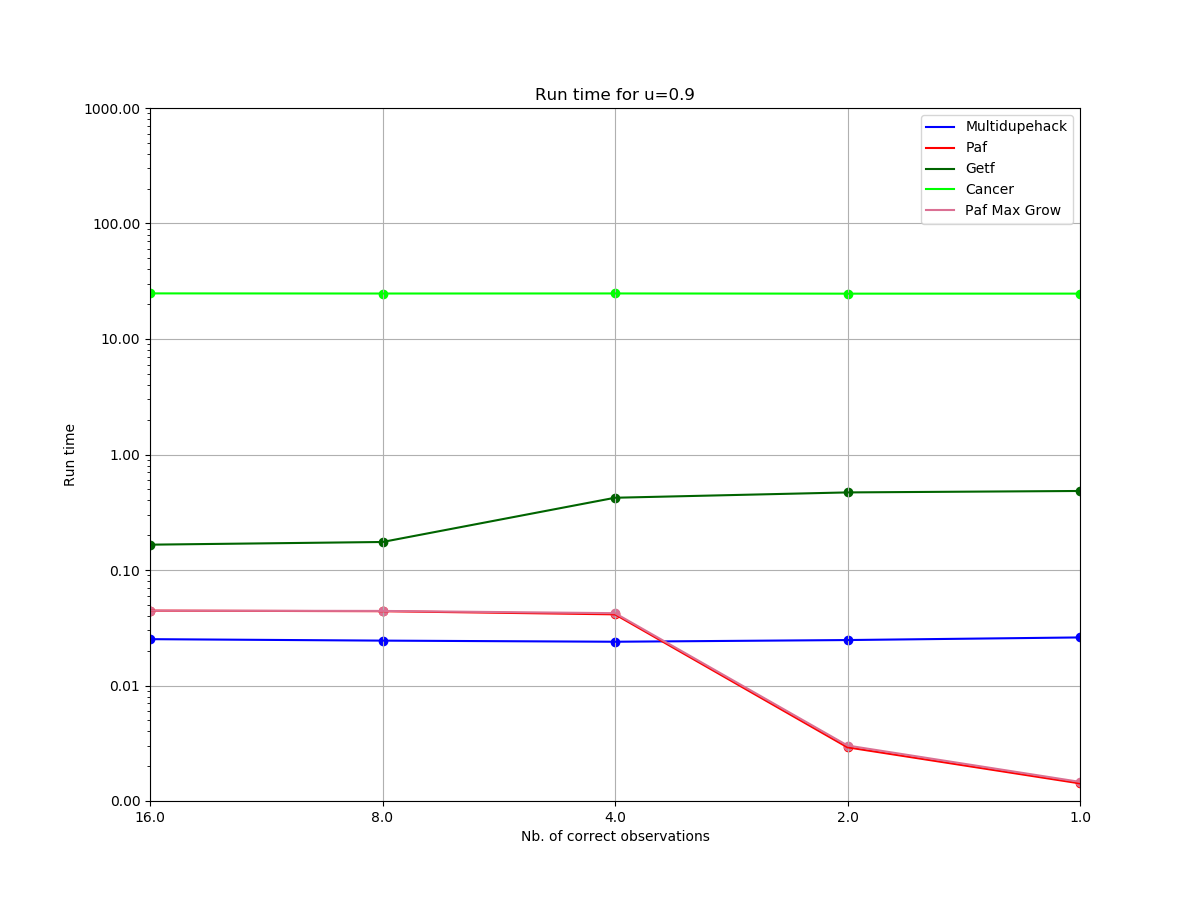 Run time for u=0.9
1000.00
100.00
10.00
1.00
0.10
0.01
0.00
Run time
Multidupehack
Paf
Getf
Cancer
Paf Max Grow
16.0
8.0
4.0
2.0
1.0
Nb. of correct observations